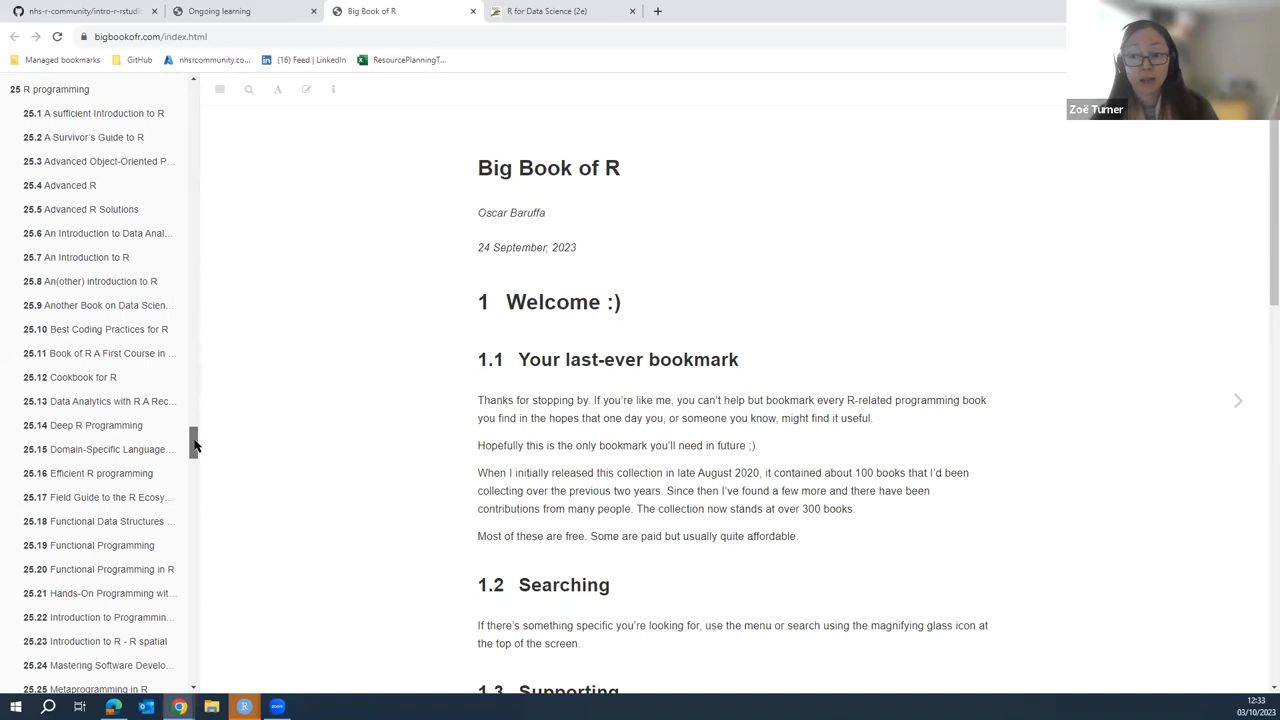 nhs-r-community/intro-r-rstudi
Ongoing learning
Big Book of R
R for Data Science (2e)
bigbookofr.com/index.html
Managed bookmarks
GitHub
nhsrcommunity.co...
(16) Feed | LinkedIn
ResourcePlanningT...
Zoë Turner
25 R programming
25.1 A sufficient Introduction to R
25.2 A Survivor's Guide to R
25.3 Advanced Object-Oriented P...
25.4 Advanced R
25.5 Advanced R Solutions
25.6 An Introduction to Data Anal...
25.7 An Introduction to R
25.8 An(other) introduction to R
25.9 Another Book on Data Scien...
25.10 Best Coding Practices for R
25.11 Book of R A First Course in ...
25.12 Cookbook for R
25.13 Data Analytics with R A Rec...
25.14 Deep R Programming
25.15 Domain-Specific Language...
25.16 Efficient R programming
25.17 Field Guide to the R Ecosy...
25.18 Functional Data Structures ...
25.19 Functional Programming
25.20 Functional Programming in R
25.21 Hands-On Programming wit...
25.22 Introduction to Programmin...
25.23 Introduction to R - R spatial
25.24 Mastering Software Develo...
25.25 Metaprogramming in R
Big Book of R
Oscar Baruffa
24 September, 2023
1 Welcome :)
1.1 Your last-ever bookmark
Thanks for stopping by. If you're like me, you can't help but bookmark every R-related programming book
you find in the hopes that one day you, or someone you know, might find it useful.
Hopefully this is the only bookmark you'll need in future ;).
When I initially released this collection in late August 2020, it contained about 100 books that I'd been
collecting over the previous two years. Since then I've found a few more and there have been
contributions from many people. The collection now stands at over 300 books.
Most of these are free. Some are paid but usually quite affordable.
1.2 Searching
If there's something specific you're looking for, use the menu or search using the magnifying glass icon at
the top of the screen.
1.3 Supporting
12:33
03/10/2023